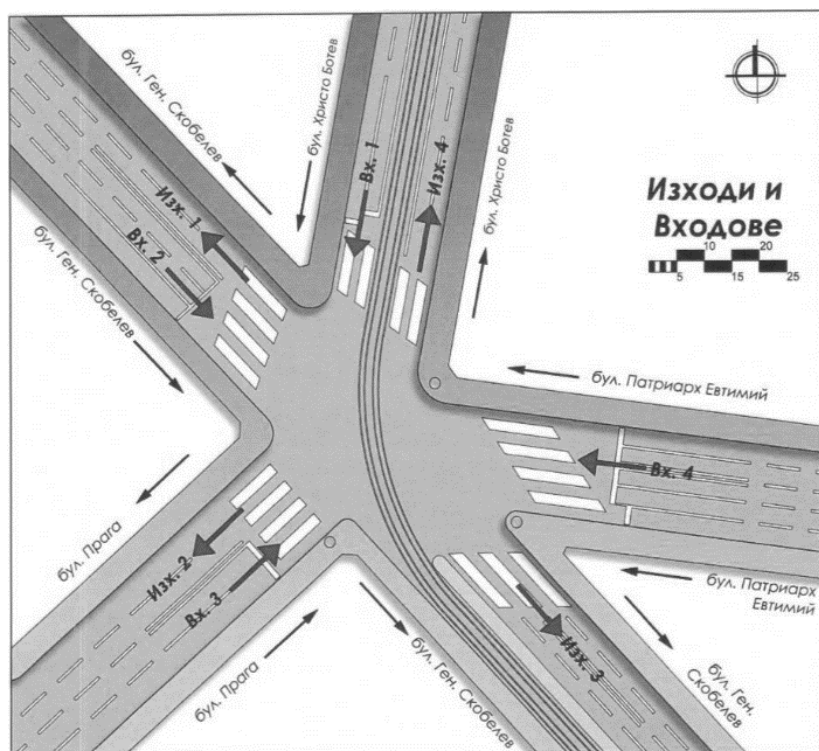 бул. Ген. Скобелев
бул. Христо Ботев
Вх. 1
Изх. 4
бул. Христо Ботев
Изходи и
Входове
10 20
5 15 25
Изх. 1
Вх. 2
бул. Ген. Скобелев
бул. Патриарх Евтимий
Вх. 4
бул. Прага
Изх. 2
Вх. 3
бул. Прага
бул. Ген. Скобелев
Изх. 3
бул. Патриарх
Евтимий
бул. Ген.
Скобелев